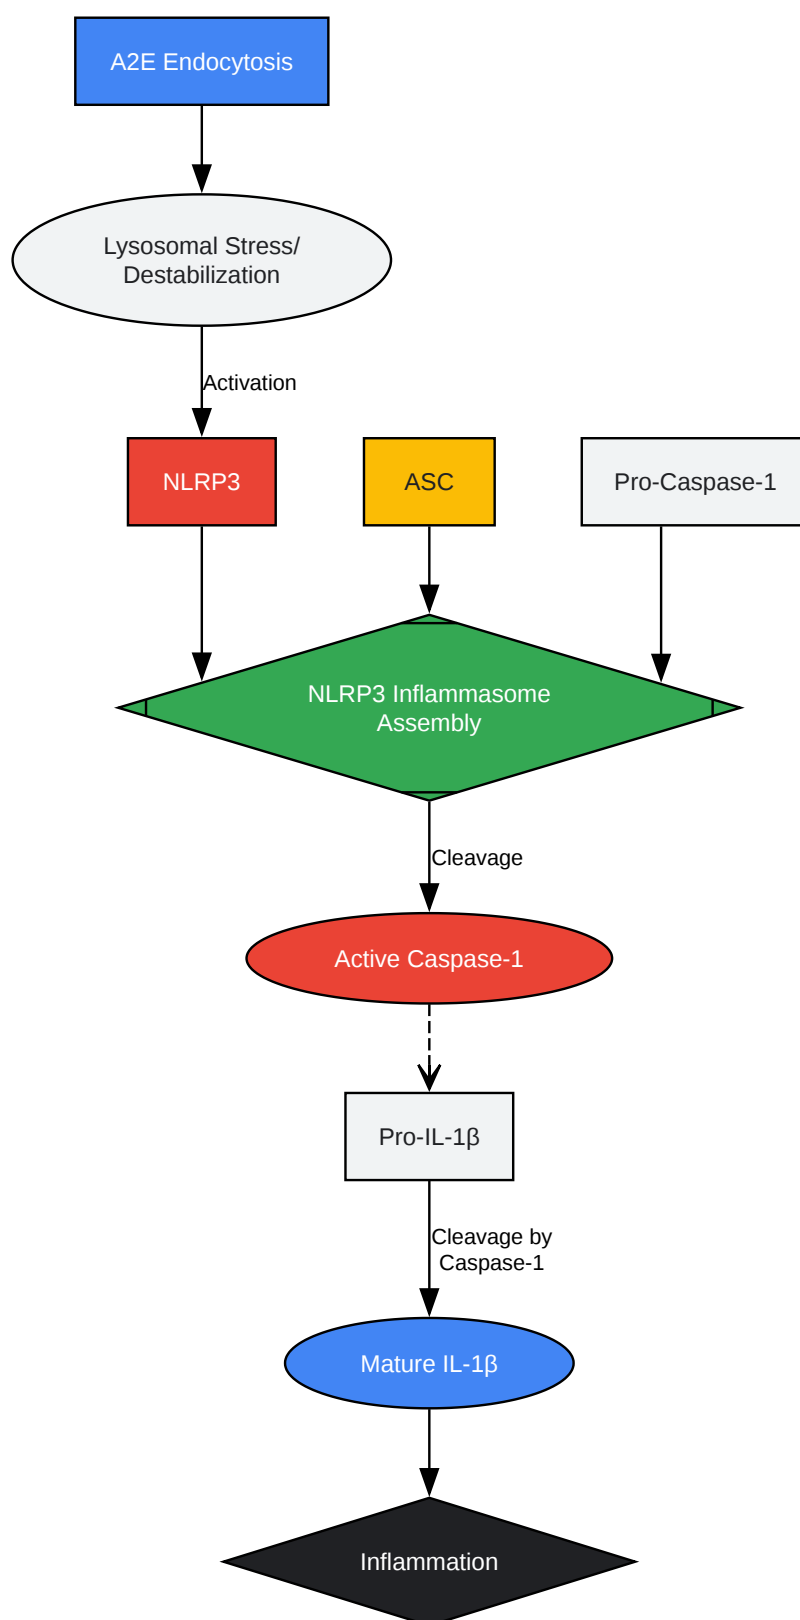 A2E Endocytosis
Lysosomal Stress/
Destabilization
Activation
NLRP3
ASC
Pro-Caspase-1
NLRP3 Inflammasome
Assembly
Cleavage
Active Caspase-1
Pro-IL-1β
Cleavage by
Caspase-1
Mature IL-1β
Inflammation